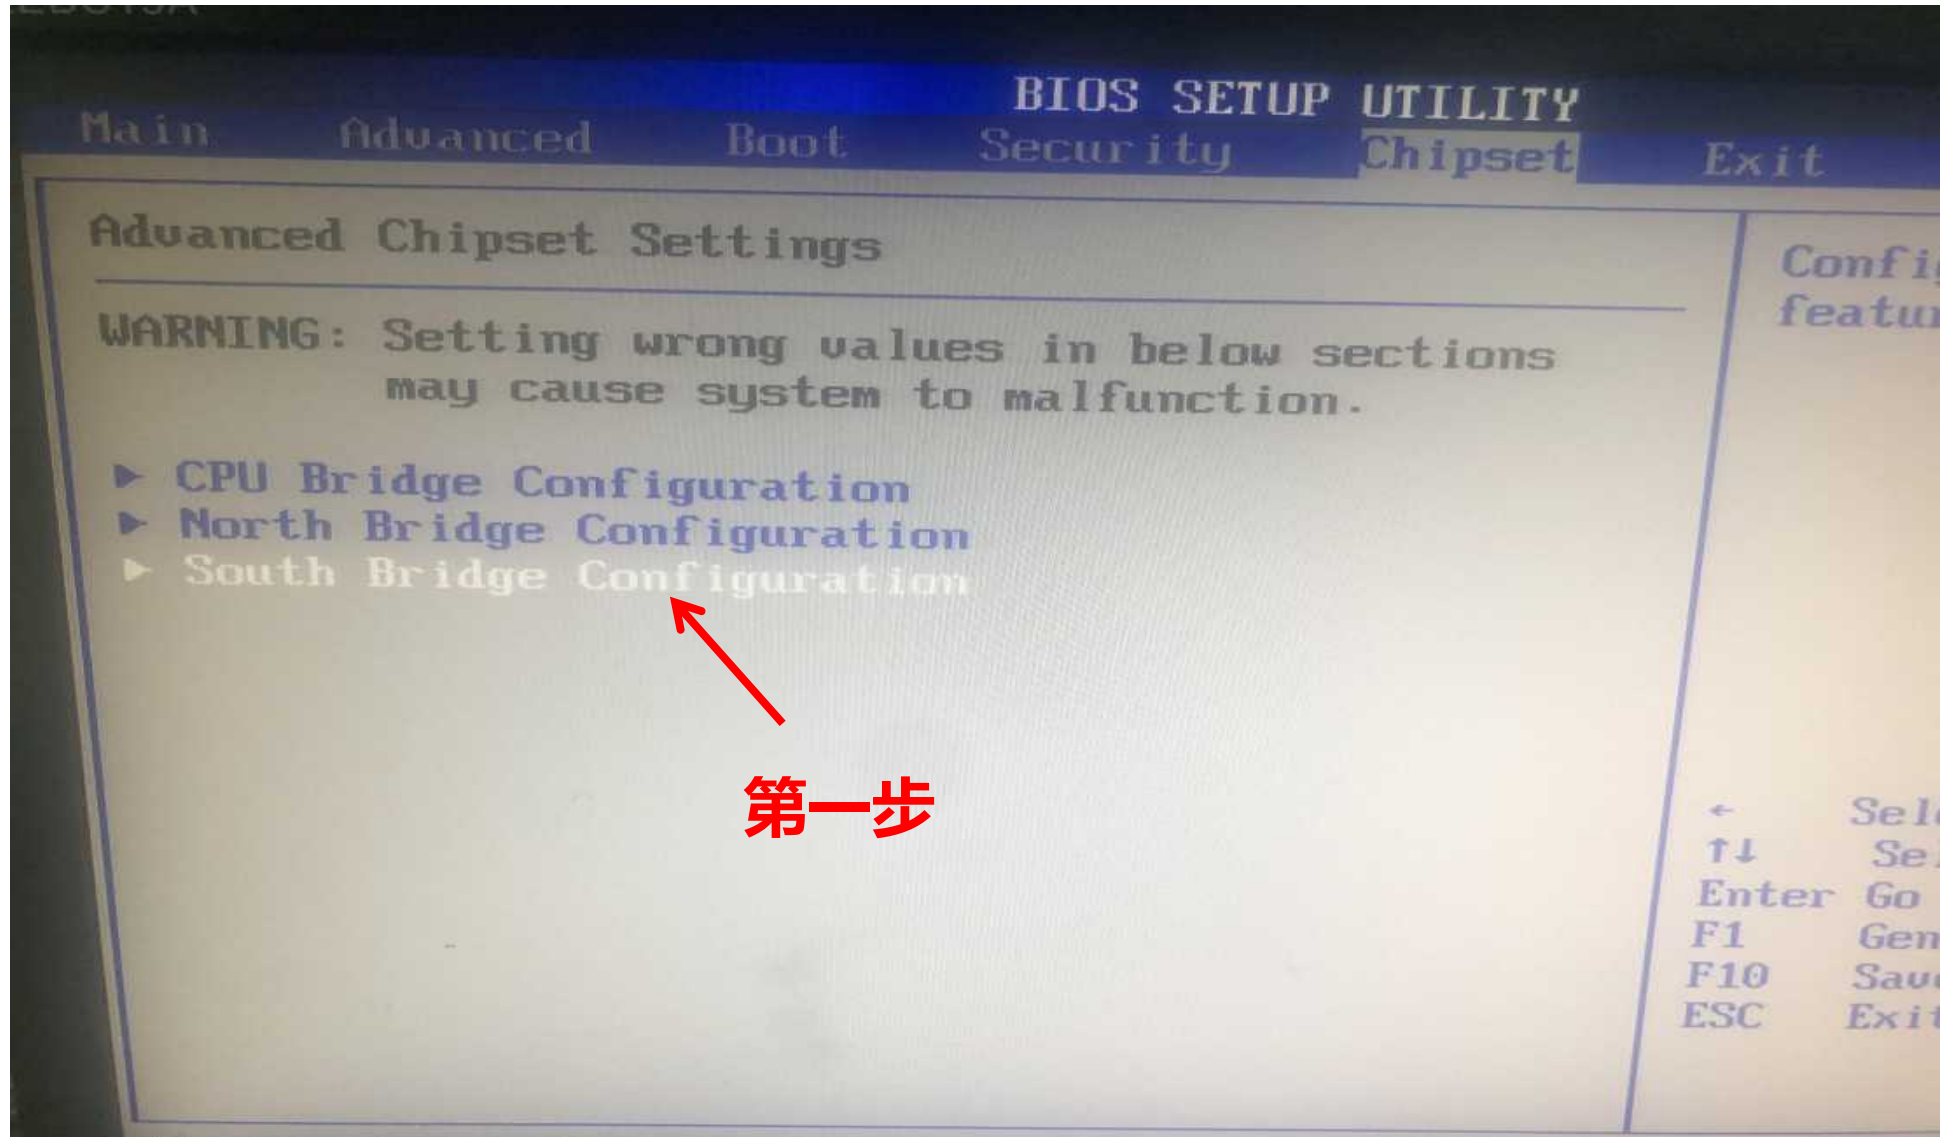 BIOS SETUP UTILITY
Main Advanced Boot Security Chipset Exit
Advanced Chipset Settings
WARNING: Setting wrong values in below sections
may cause system to malfunction.
▶ CPU Bridge Configuration
▶ North Bridge Configuration
▶ South Bridge Configuration
第一步
← 
↑↓
Enter Go
F1
F10
ESC